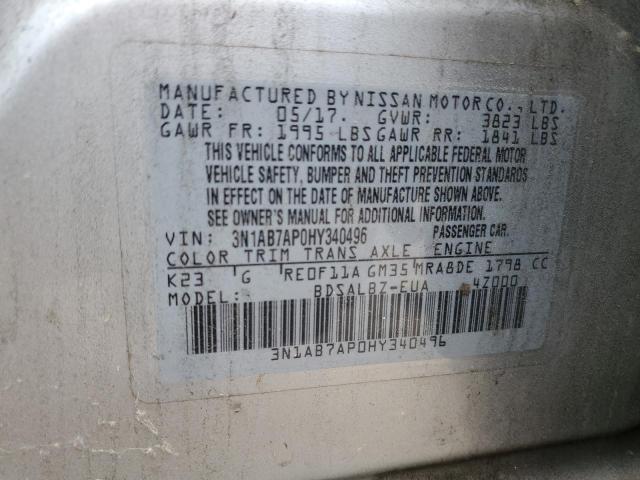 MANUFACTURED BY NISSAN MOTOR CO., LTD.
DATE: 05/17. GVWR: 3823 LBS
GAWR FR: 1995 LBS GAWR RR: 1841 LBS
THIS VEHICLE CONFORMS TO ALL APPLICABLE FEDERAL MOTOR
VEHICLE SAFETY, BUMPER AND THEFT PREVENTION STANDARDS
IN EFFECT ON THE DATE OF MANUFACTURE SHOWN ABOVE.
SEE OWNER'S MANUAL FOR ADDITIONAL INFORMATION.
VIN: 3N1AB7AP0HY340496 PASSENGER CAR.
COLOR TRIM TRANS AXLE ENGINE
K23 G RE0F11A GM35 MRA8DE 1798 CC
MODEL: BDSALBZ-EUA 4Z000
3N1AB7AP0HY340496